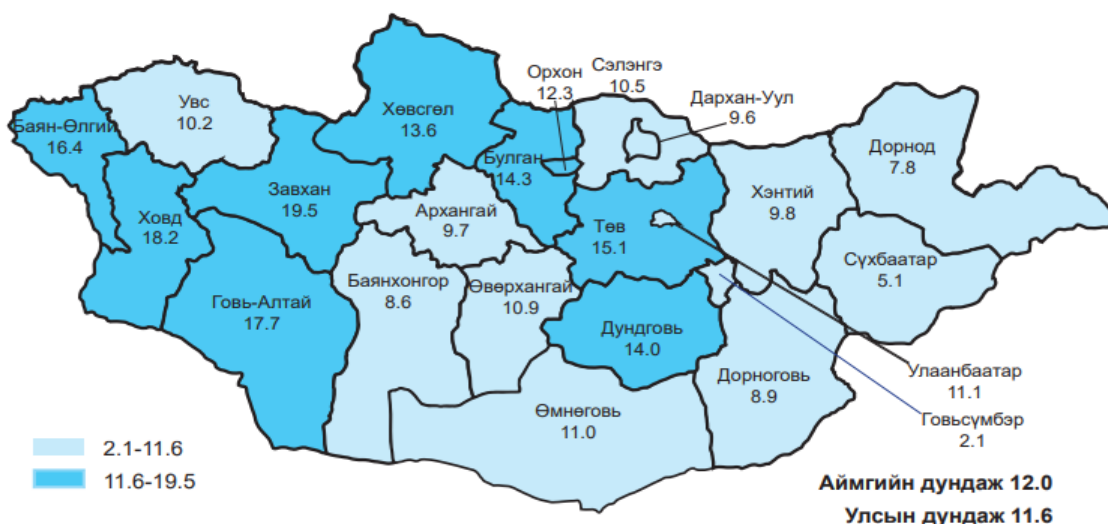 Орхон
12.3
Сэлэнгэ
10.5
Дархан-Уул
9.6
Увс
10.2
Хөвсгөл
13.6
Баян-Өлгий
16.4
Булган
14.3
Дорнод
7.8
Завхан
19.5
Хэнтий
9.8
Архангай
9.7
Төв
15.1
Ховд
18.2
Сүхбаатар
5.1
Баянхонгор
8.6
Өвөрхангай
10.9
Говь-Алтай
17.7
Дундговь
14.0
Дорноговь
8.9
Улаанбаатар
11.1
Өмнөговь
11.0
Говьсүмбэр
2.1
2.1-11.6
11.6-19.5
Аймгийн дундаж 12.0
Улсын дундаж 11.6